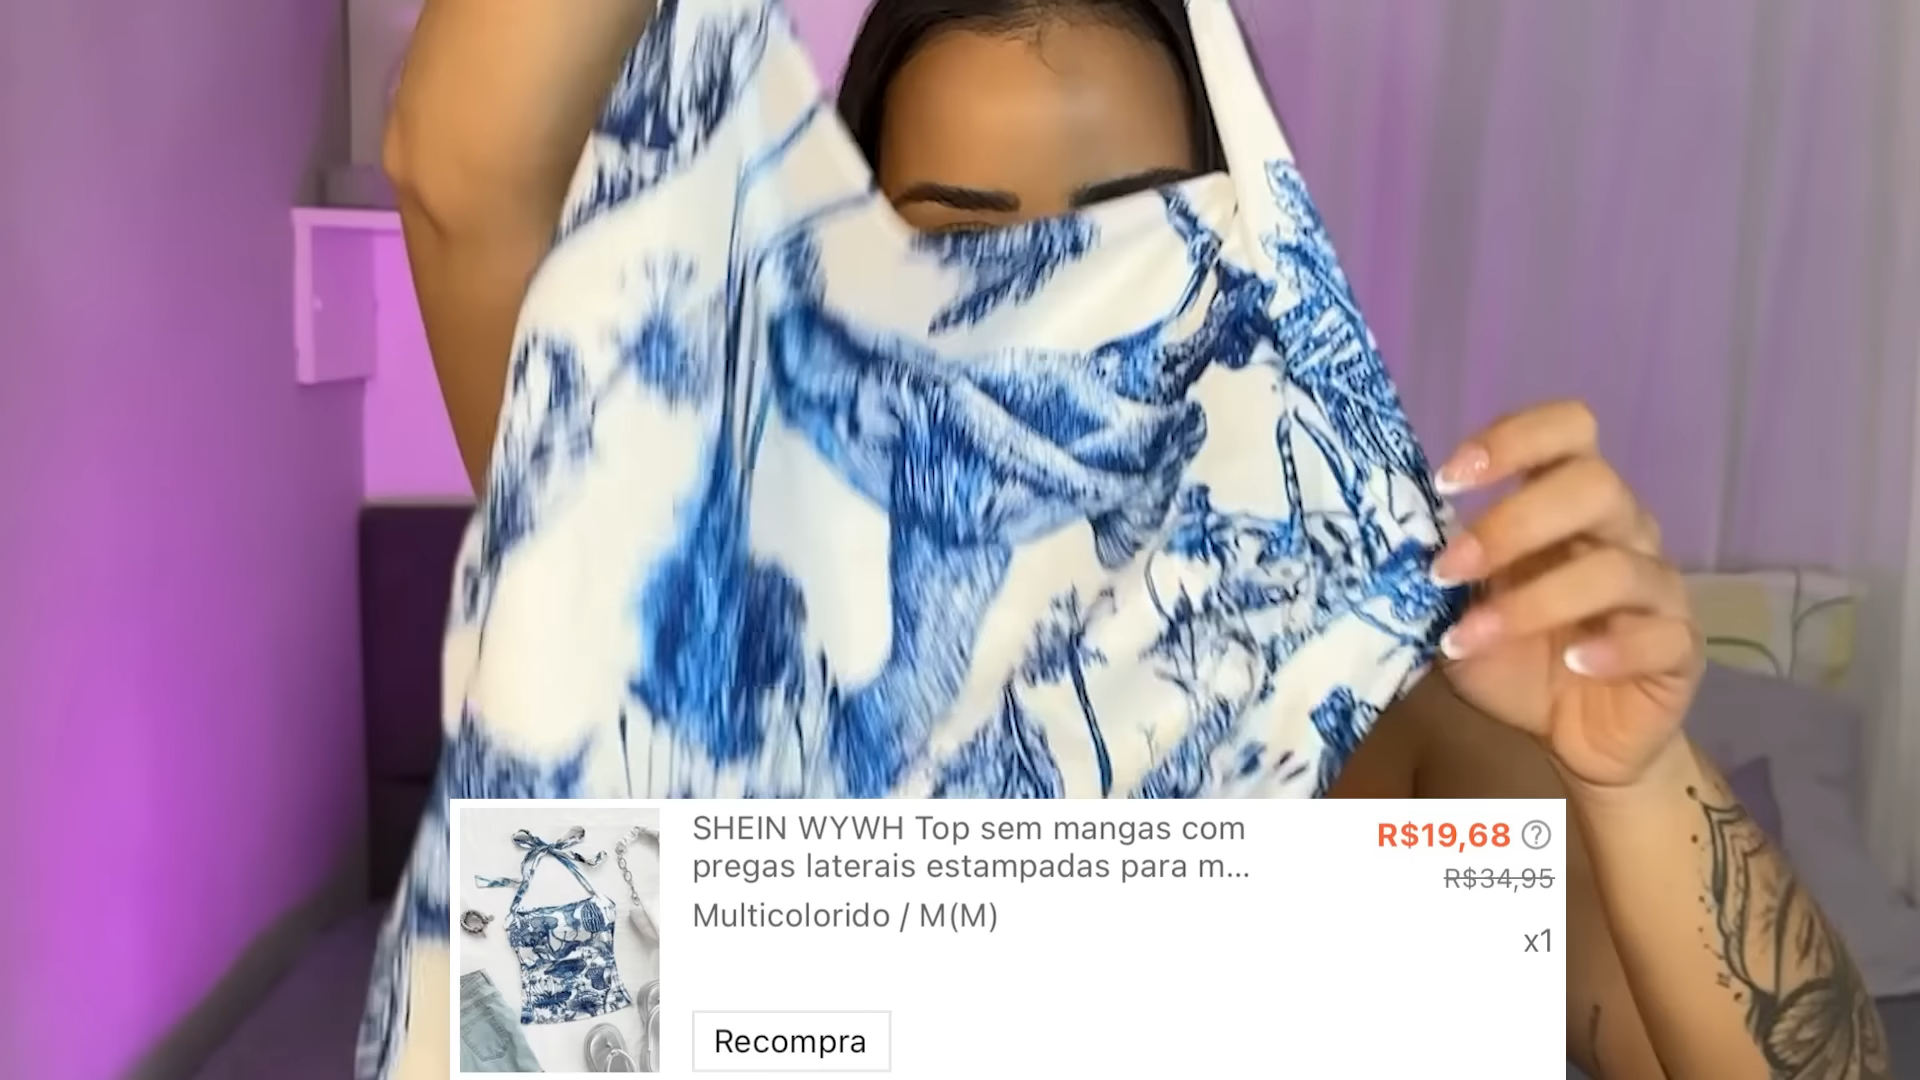 SHEIN WYWH Top sem mangas com
pregas laterais estampadas para m...
Multicolorido / M(M)
R$19,68 ?
R$34,95
x1
Recompra